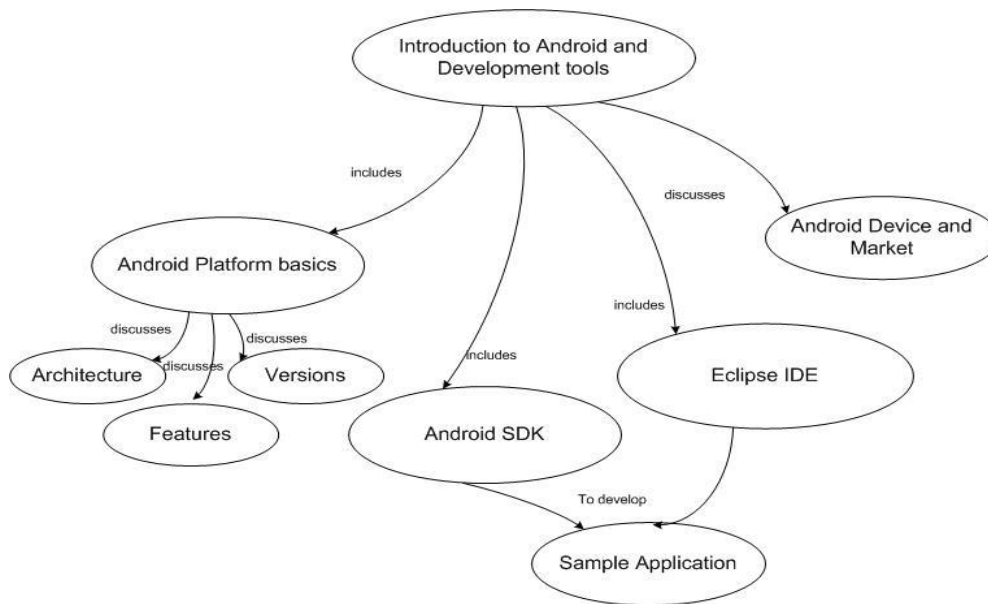 Introduction to Android and
Development tools
includes
discusses
Android Device and
Market
Android Platform basics
includes
discusses
discusses
discusses
includes
Architecture
Versions
Eclipse IDE
Features
Android SDK
To develop
Sample Application